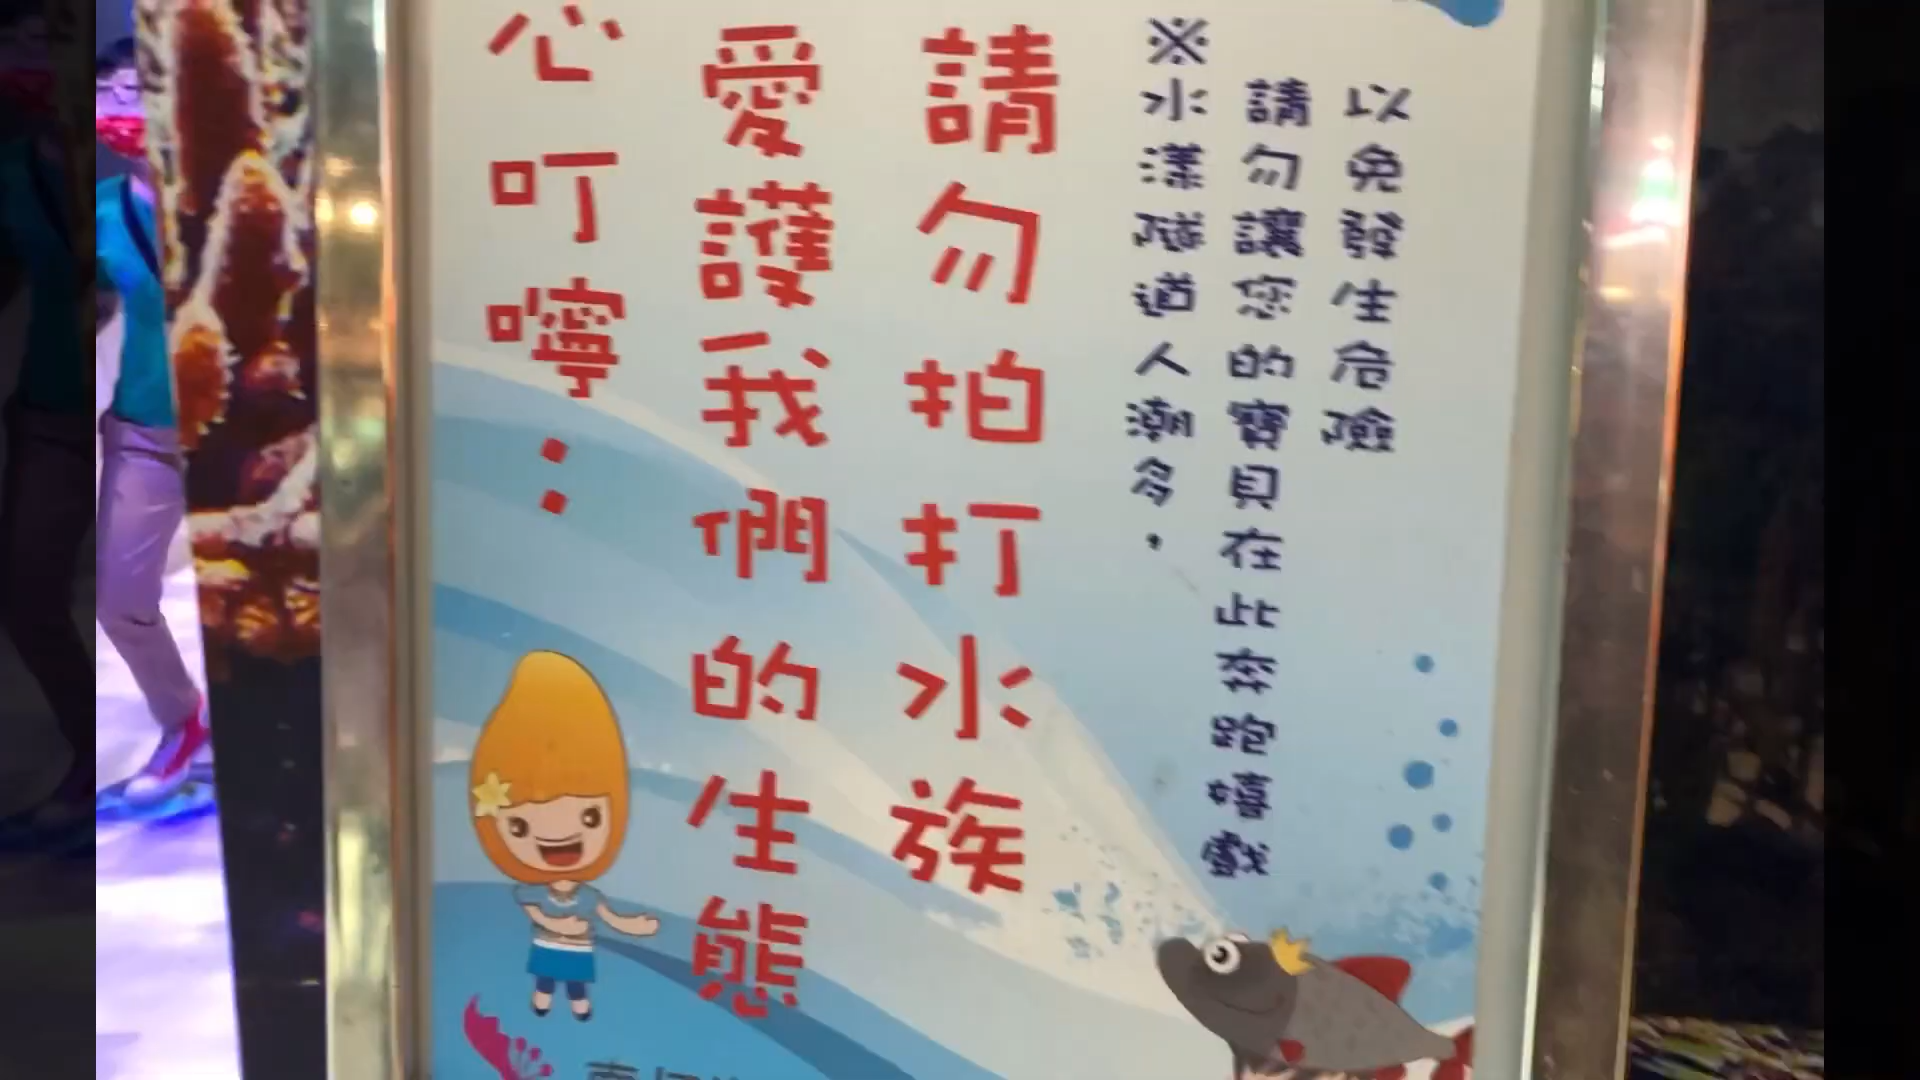 心叮嚀：
愛護我們的生態
請勿拍打水族
※水漾隧道人潮多，
請勿讓您的寶貝在此奔跑嬉戲
以免發生危險